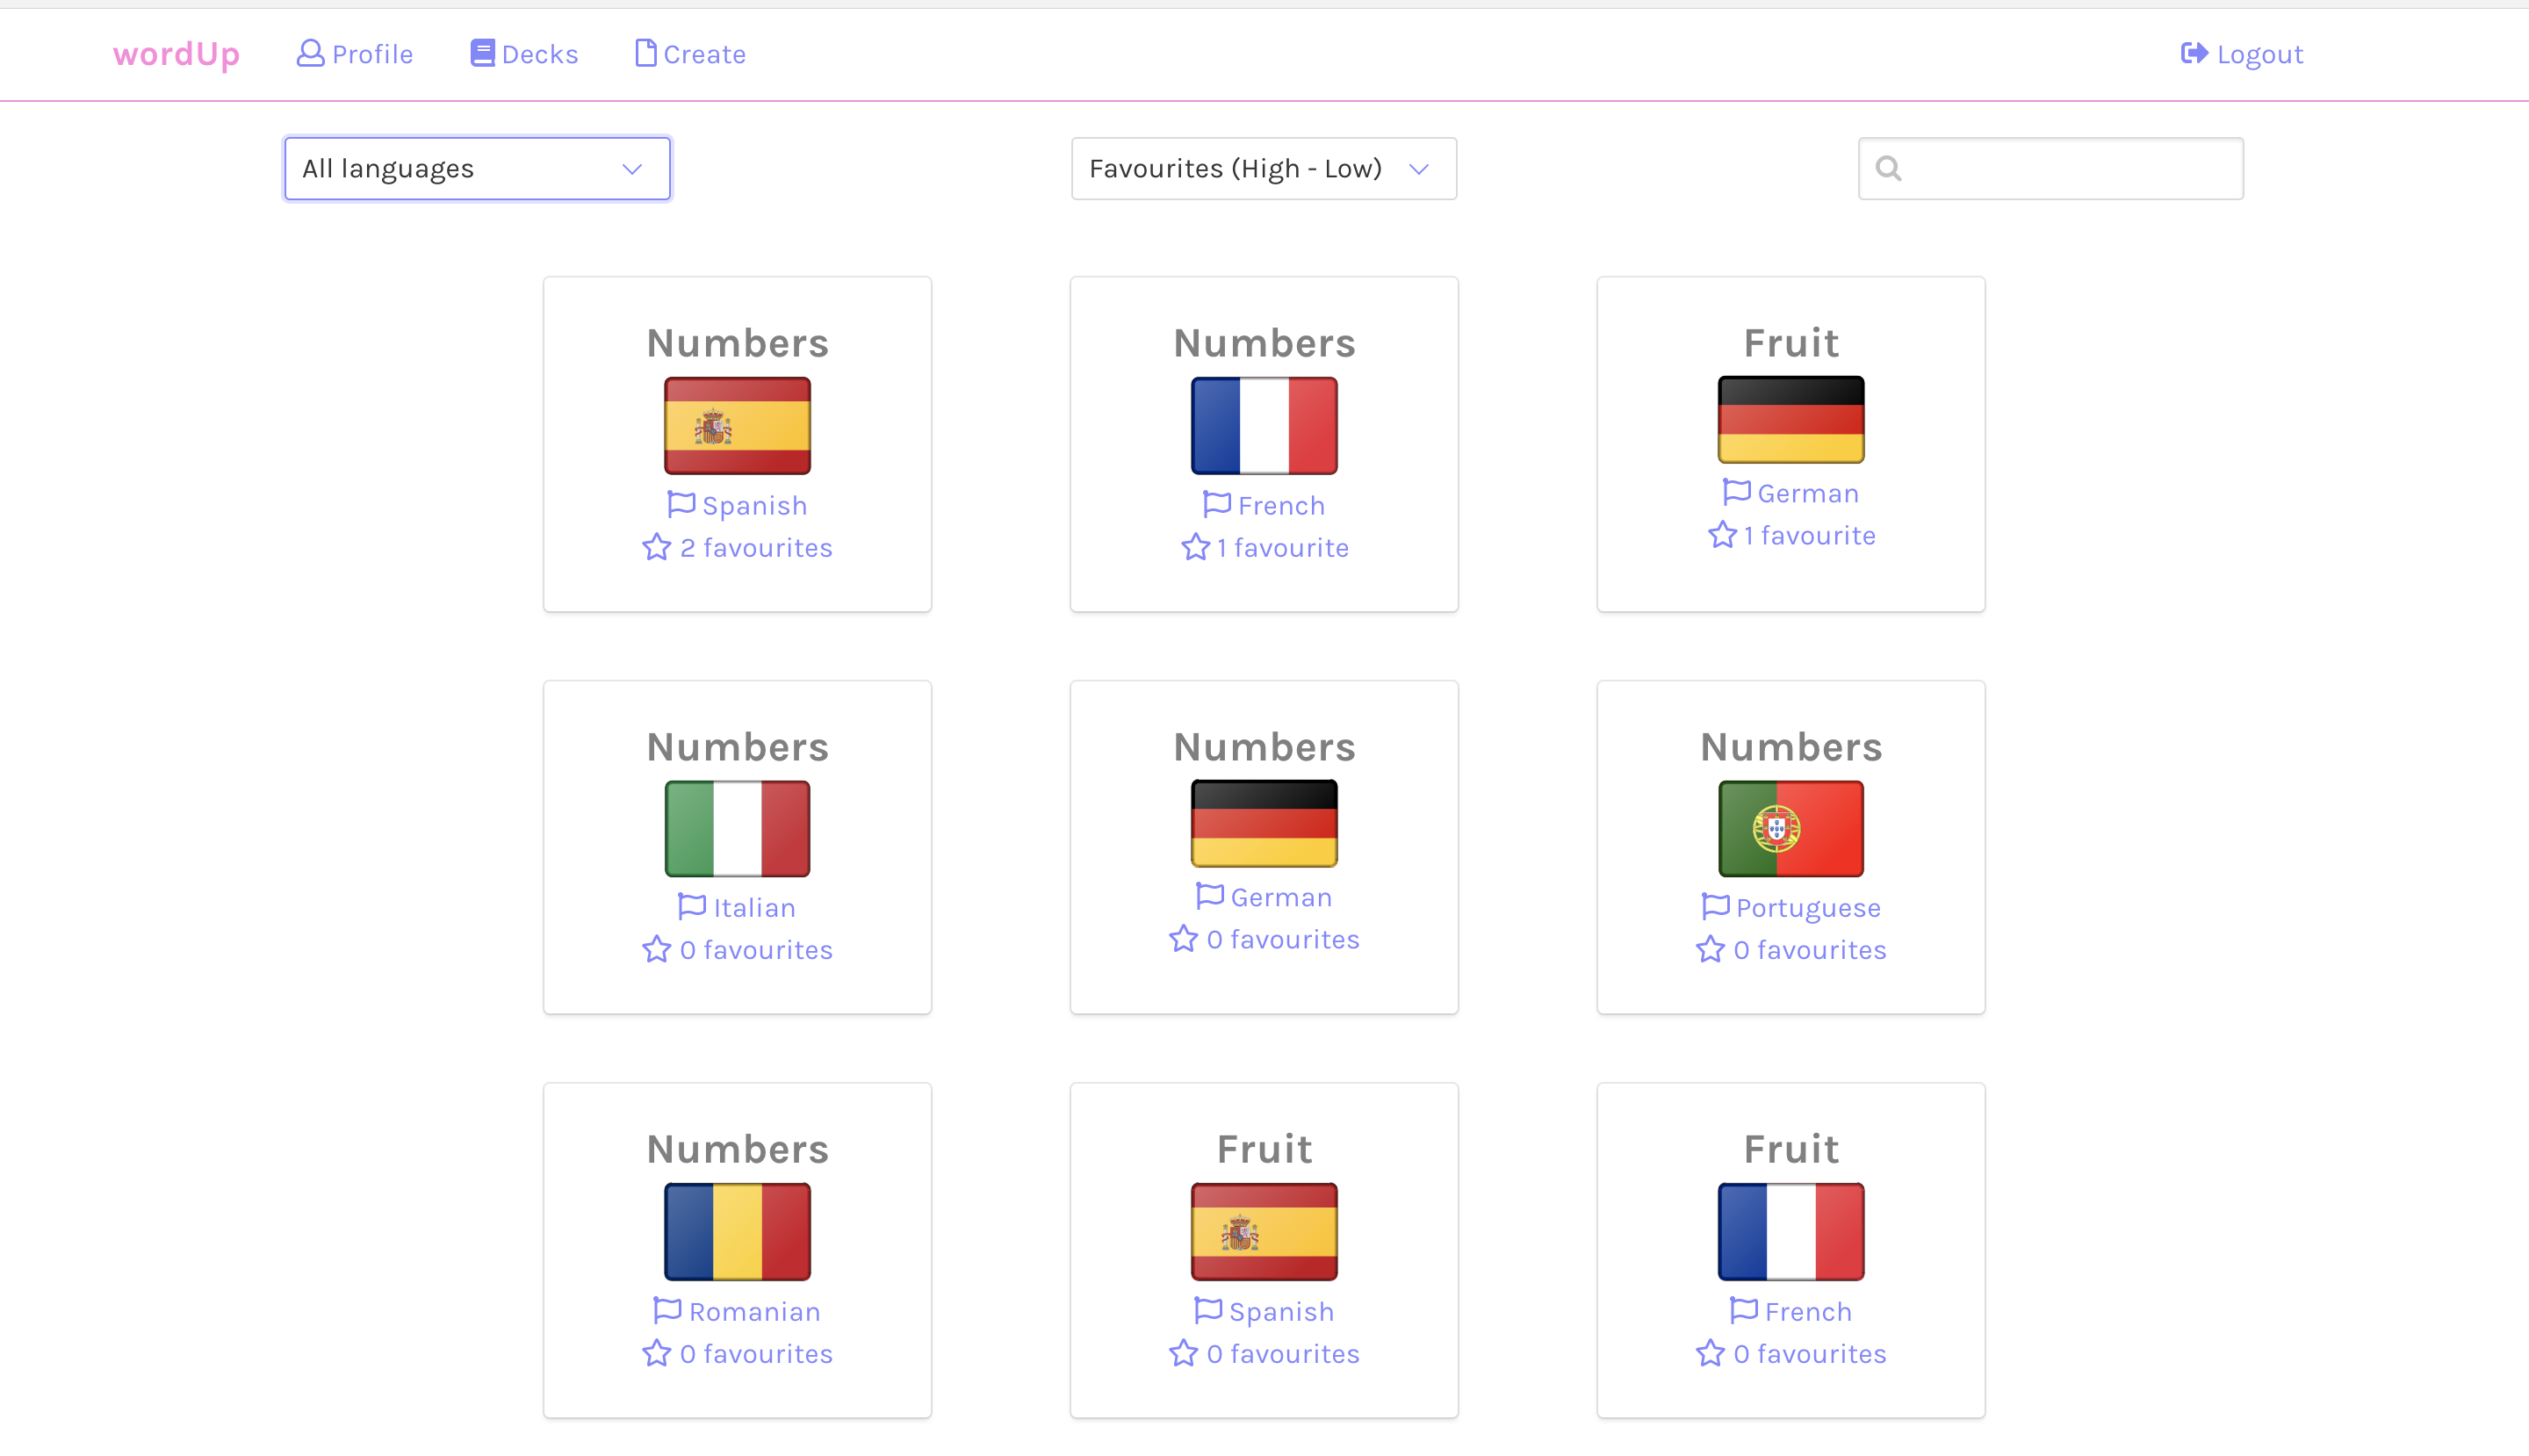 wordUp Profile Decks Create Logout
All languages Favourites (High - Low)
Numbers
Spanish
2 favourites
Numbers
French
1 favourite
Fruit
German
1 favourite
Numbers
Italian
0 favourites
Numbers
German
0 favourites
Numbers
Portuguese
0 favourites
Numbers
Romanian
0 favourites
Fruit
Spanish
0 favourites
Fruit
French
0 favourites